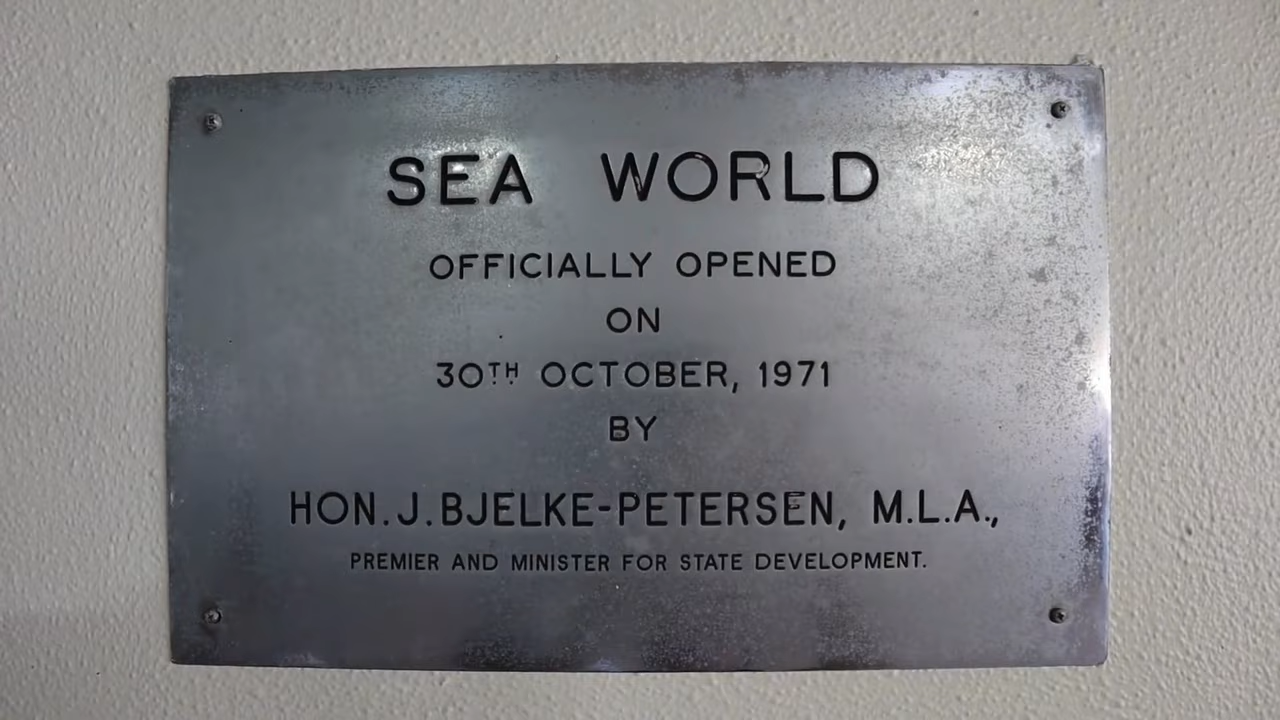 SEA WORLD
OFFICIALLY OPENED
ON
30TH OCTOBER, 1971
BY
HON. J. BJELKE-PETERSEN, M.L.A.,
PREMIER AND MINISTER FOR STATE DEVELOPMENT.